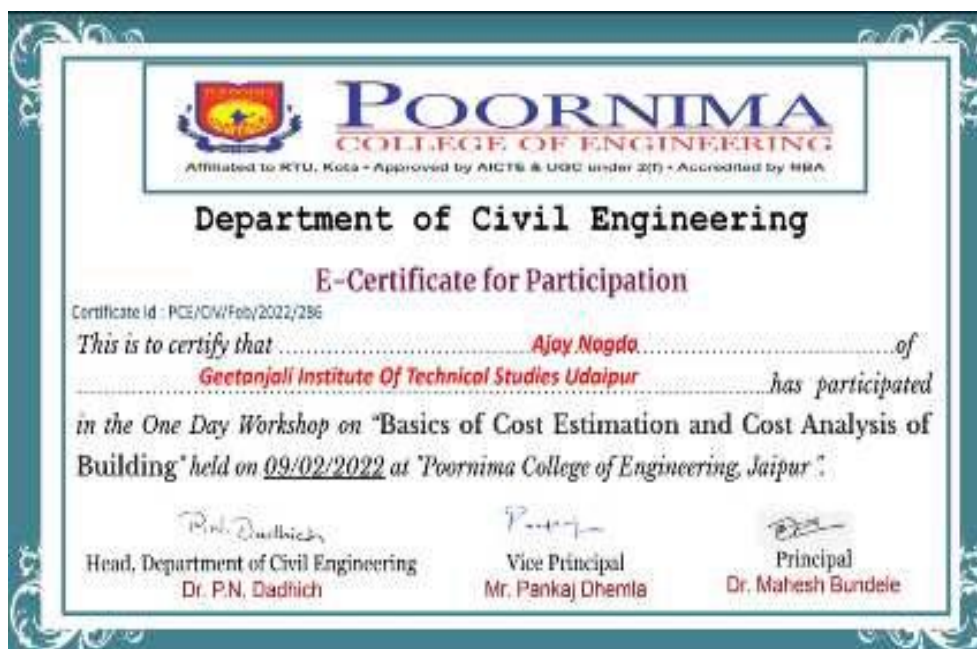 POORNIMA
POORNIMA
COLLEGE OF ENGINEERING
Affiliated to RTU, Kota • Approved by AICTE & UGC under 2(f) • Accredited by NBA
Department of Civil Engineering
E-Certificate for Participation
Certificate Id : PCE/CIV/Feb/2022/286
This is to certify that Ajay Nagda of
Geetanjali Institute Of Technical Studies Udaipur has participated
in the One Day Workshop on "Basics of Cost Estimation and Cost Analysis of
Building" held on 09/02/2022 at "Poornima College of Engineering, Jaipur".
P.N. Dadhich
Head, Department of Civil Engineering Vice Principal Principal
Dr. P.N. Dadhich Mr. Pankaj Dhemla Dr. Mahesh Bundele